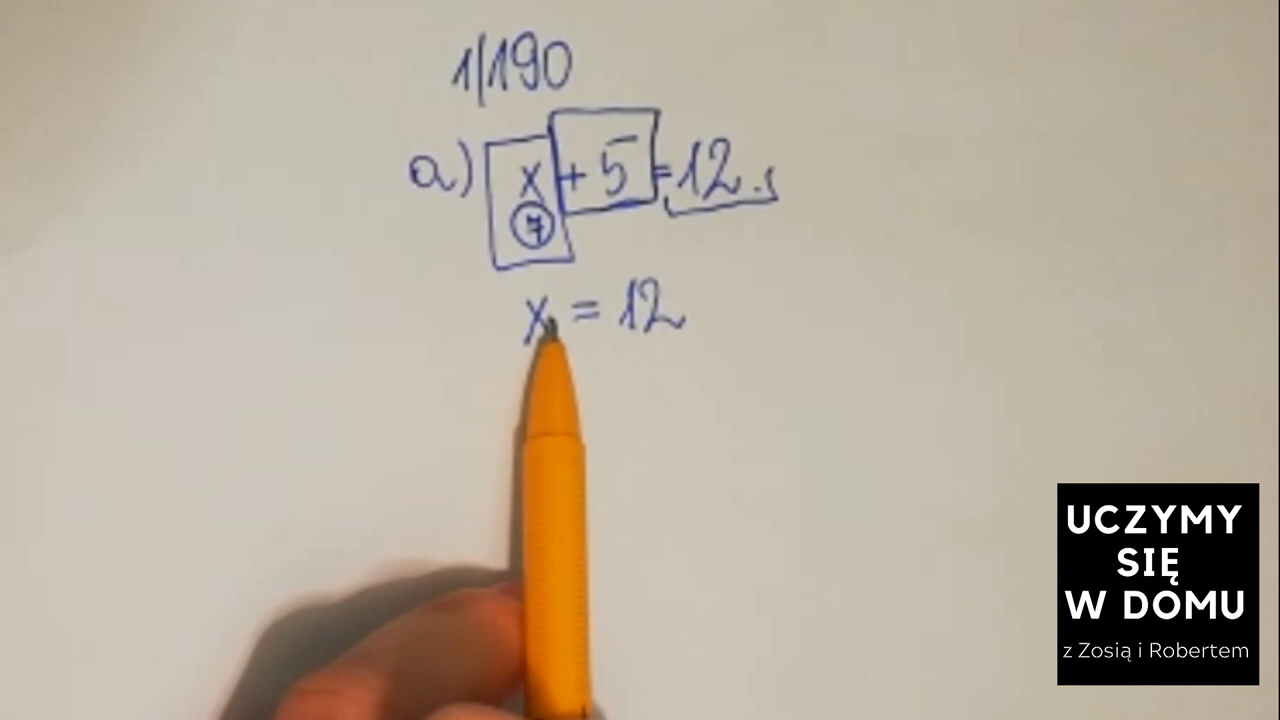 1/190
a) x + 5 = 12
7
x = 12
UCZYMY
SIĘ
W DOMU
z Zosią i Robertem